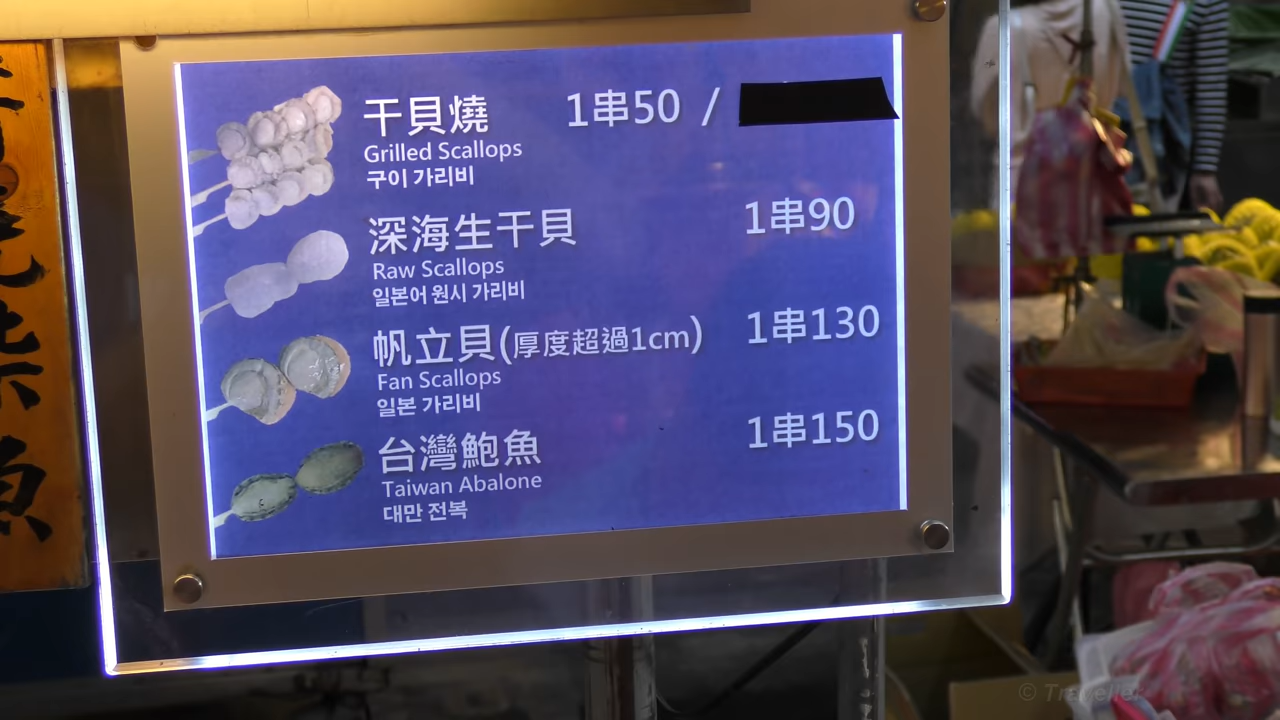 干貝燒 1串50 /
Grilled Scallops
구이 가리비
深海生干貝 1串90
Raw Scallops
일본어 원시 가리비
帆立貝(厚度超過1cm) 1串130
Fan Scallops
일본 가리비
台灣鮑魚 1串150
Taiwan Abalone
대만 전복
© Traveller